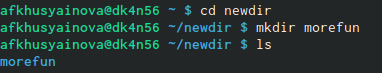 afkhusyainova@dk4n56 ~ $ cd newdir
afkhusyainova@dk4n56 ~/newdir $ mkdir morefun
afkhusyainova@dk4n56 ~/newdir $ ls
morefun